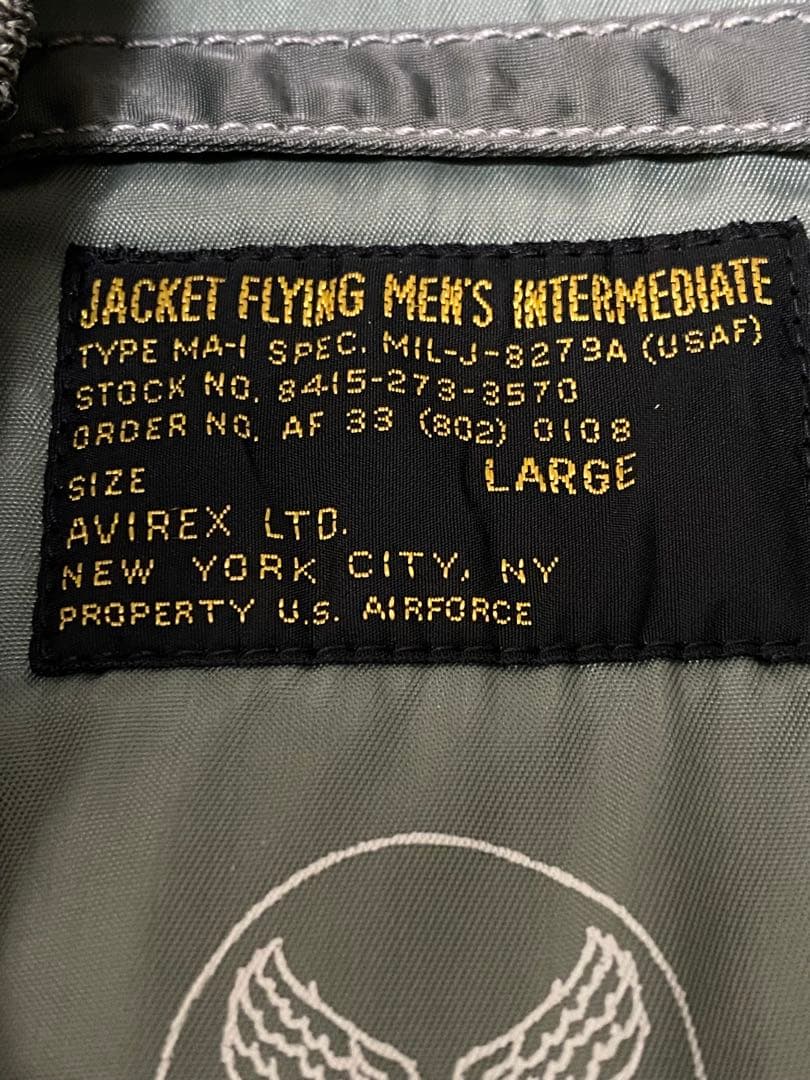 JACKET FLYING MEN'S INTERMEDIATE
TYPE MA-1 SPEC. MIL-J-8279A (USAF)
STOCK NO. 8415-273-3570
ORDER NO. AF 33 (802) 0108
SIZE LARGE
AVIREX LTD.
NEW YORK CITY, NY
PROPERTY U.S. AIRFORCE